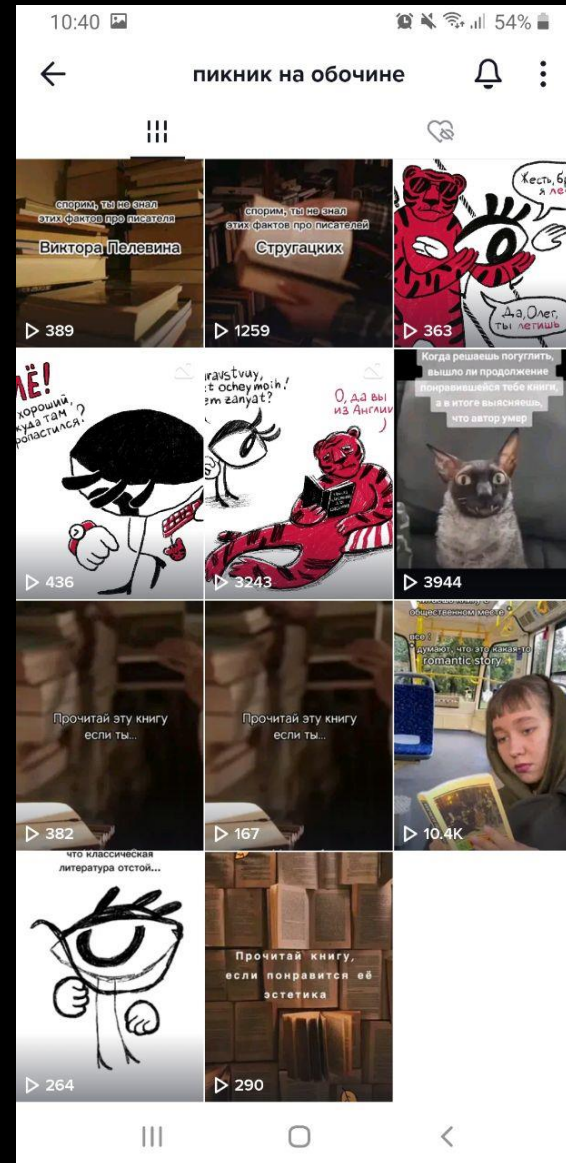 10:40
54%
пикник на обочине
спорим, ты не знал
этих фактов про писателя
Виктора Пелевина
389
спорим, ты не знал
этих фактов про писателей
Стругацких
1259
Жесть, бр
я ле
Да, Олег,
ты летишь
363
ЛЁ!
хороший,
куда там
ропастился?
436
ravstvuy,
t ochey moih!
em zanyat?
О, да вы
из Англии
3243
Когда решаешь погуглить,
вышло ли продолжение
понравившейся тебе книги,
а в итоге выясняешь,
что автор умер
3944
Прочитай эту книгу
если ты...
382
Прочитай эту книгу
если ты...
167
общественном месте*
все:
*думают, что это какая-то
romantic story*
10.4K
что классическая
литература отстой...
264
Прочитай книгу,
если понравится её
эстетика
290